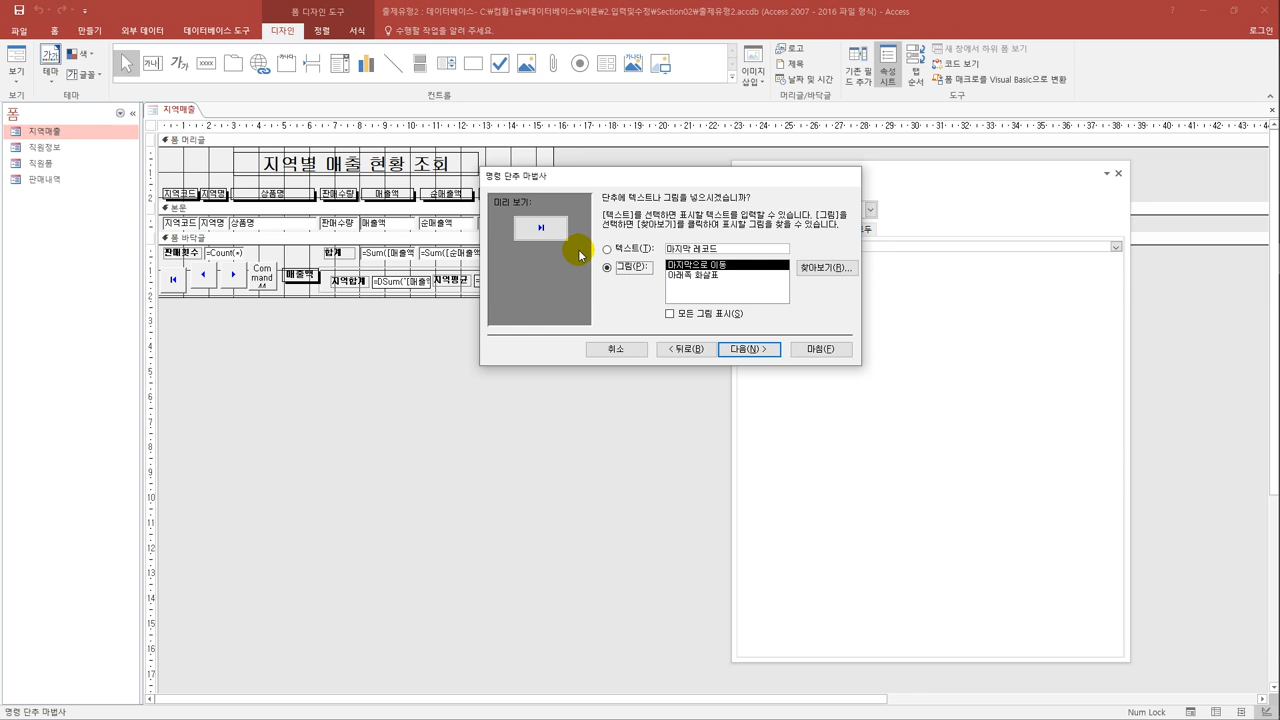 폼 디자인 도구
출제유형2 : 데이터베이스- C:₩컴활1급₩데이터베이스₩이론₩2.입력및수정₩Section02₩출제유형2.accdb (Access 2007 - 2016 파일 형식) - Access
파일 홈 만들기 외부 데이터 데이터베이스 도구 디자인 정렬 서식 수행할 작업을 알려 주세요. 로그인
보기 테마 색 글꼴
이미지 삽입 로고 제목 날짜 및 시간
기존 필드 추가 속성 시트 탭 순서
새 창에서 하위 폼 보기
코드 보기
폼 매크로를 Visual Basic으로 변환
보기 테마 컨트롤 머리글/바닥글 도구
폼
지역매출
직원정보
직원폼
판매내역
지역매출
폼 머리글
지역별 매출 현황 조회
지역코드 지역명 상품명 판매수량 매출액 순매출액
본문
지역코드 지역명 상품명 판매수량 매출액 순매출액
폼 바닥글
판매횟수 =Count(*) 합계 =Sum([매출액 =Sum([순매출
Command
매출액
지역합계 =DSum("[매출 지역평균
명령 단추 마법사
미리 보기:
단추에 텍스트나 그림을 넣으시겠습니까?
[텍스트]를 선택하면 표시할 텍스트를 입력할 수 있습니다. [그림]을
선택하면 [찾아보기]를 클릭하여 표시할 그림을 찾을 수 있습니다.
텍스트(T): 마지막 레코드
그림(P): 마지막으로 이동 찾아보기(R)...
아래쪽 화살표
모든 그림 표시(S)
취소 < 뒤로(B) 다음(N) > 마침(F)
명령 단추 마법사
Num Lock